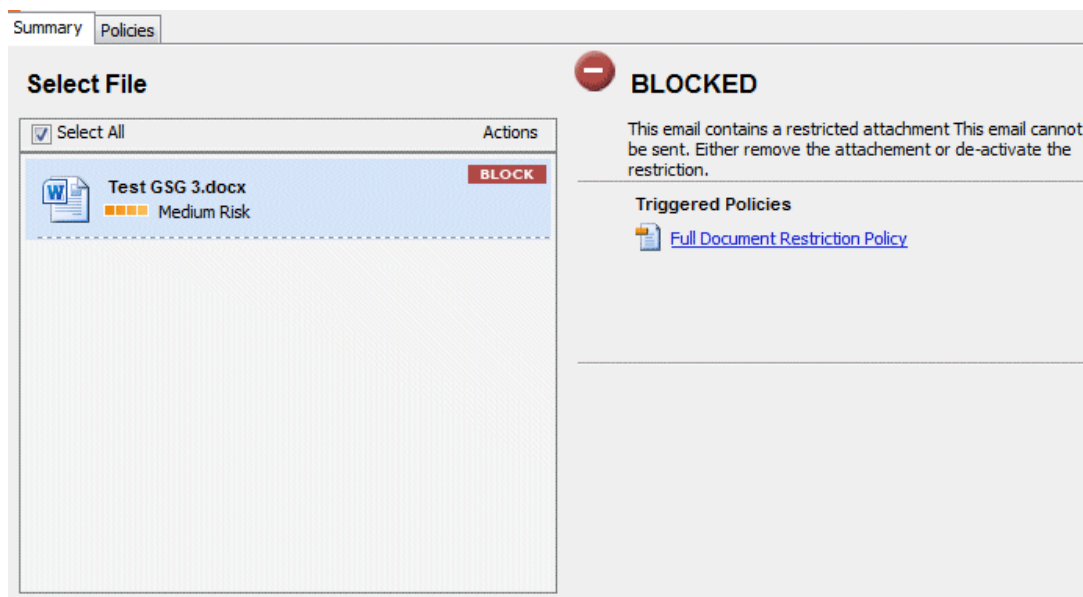 Summary
Policies
Select File
Select All
Actions
Test GSG 3.docx
BLOCK
Medium Risk
BLOCKED
This email contains a restricted attachment This email cannot
be sent. Either remove the attachement or de-activate the
restriction.
Triggered Policies
Full Document Restriction Policy